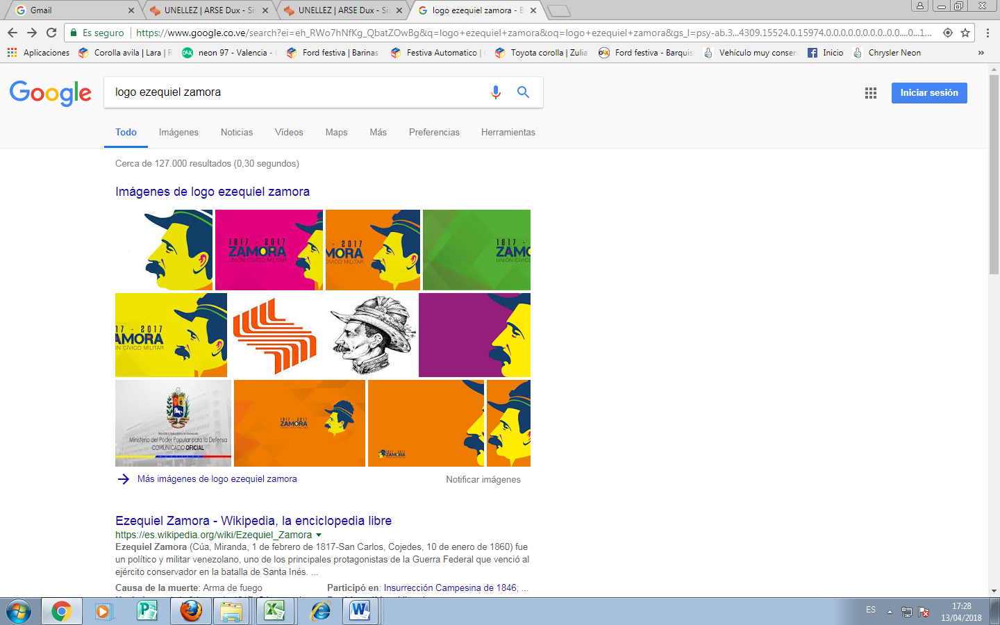 Gmail
UNELLEZ | ARSE Dux - Sis
UNELLEZ | ARSE Dux - Sis
logo ezequiel zamora - B
Es seguro
https://www.google.co.ve/search?ei=eh_RWo7hNfKg_QbatZOwBg&q=logo+ezequiel+zamora&oq=logo+ezequiel+zamora&gs_l=psy-ab.3...4309.15524.0.15974.0.0.0.0.0.0.0.0..0.0....0...1...
Aplicaciones
Corolla avila | Lara | R
neon 97 - Valencia -
Ford festiva | Barinas
Festiva Automatico |
Toyota corolla | Zulia
Ford festiva - Barquis
Vehículo muy conser
Inicio
Chrysler Neon
»
Google
logo ezequiel zamora
Iniciar sesión
Todo Imágenes Noticias Vídeos Maps Más Preferencias Herramientas
Cerca de 127.000 resultados (0,30 segundos)
Imágenes de logo ezequiel zamora
1817 - 2017
ZAMORA
UNIÓN CÍVICO MILITAR
- 2017
MORA
CÍVICO MILITAR
1817 -
ZAMO
UNIÓN CÍV
17 - 2017
AMORA
ÓN CÍVICO MILITAR
Ministerio del Poder Popular para la Defensa
COMUNICADO OFICIAL
1817 2017
ZAMORA
ZAMORA
Más imágenes de logo ezequiel zamora
Notificar imágenes
Ezequiel Zamora - Wikipedia, la enciclopedia libre
https://es.wikipedia.org/wiki/Ezequiel_Zamora
Ezequiel Zamora (Cúa, Miranda, 1 de febrero de 1817-San Carlos, Cojedes, 10 de enero de 1860) fue
un político y militar venezolano, uno de los principales protagonistas de la Guerra Federal que venció al
ejército conservador en la batalla de Santa Inés. ...
Causa de la muerte: Arma de fuego
Participó en: Insurrección Campesina de 1846; ...
ES
17:28
13/04/2018